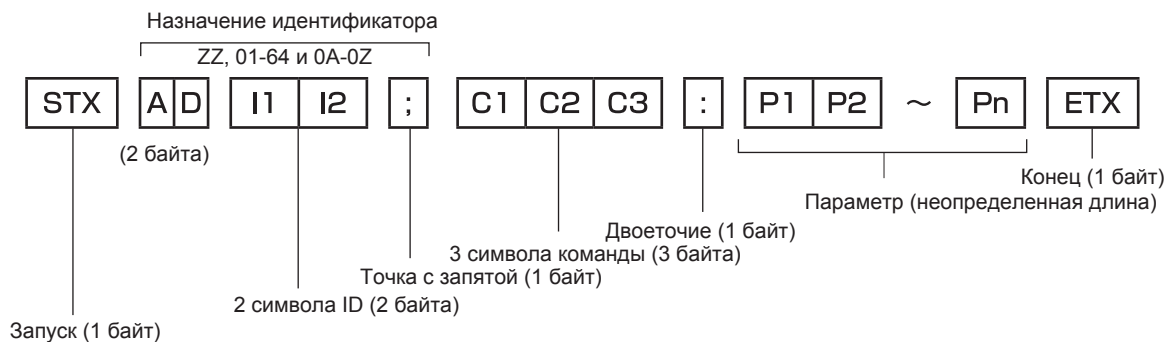 Назначение идентификатора
ZZ, 01-64 и 0A-0Z
STX A D I1 I2 ; C1 C2 C3 : P1 P2 ~ Pn ETX
(2 байта)
Конец (1 байт)
Параметр (неопределенная длина)
Двоеточие (1 байт)
3 символа команды (3 байта)
Точка с запятой (1 байт)
2 символа ID (2 байта)
Запуск (1 байт)